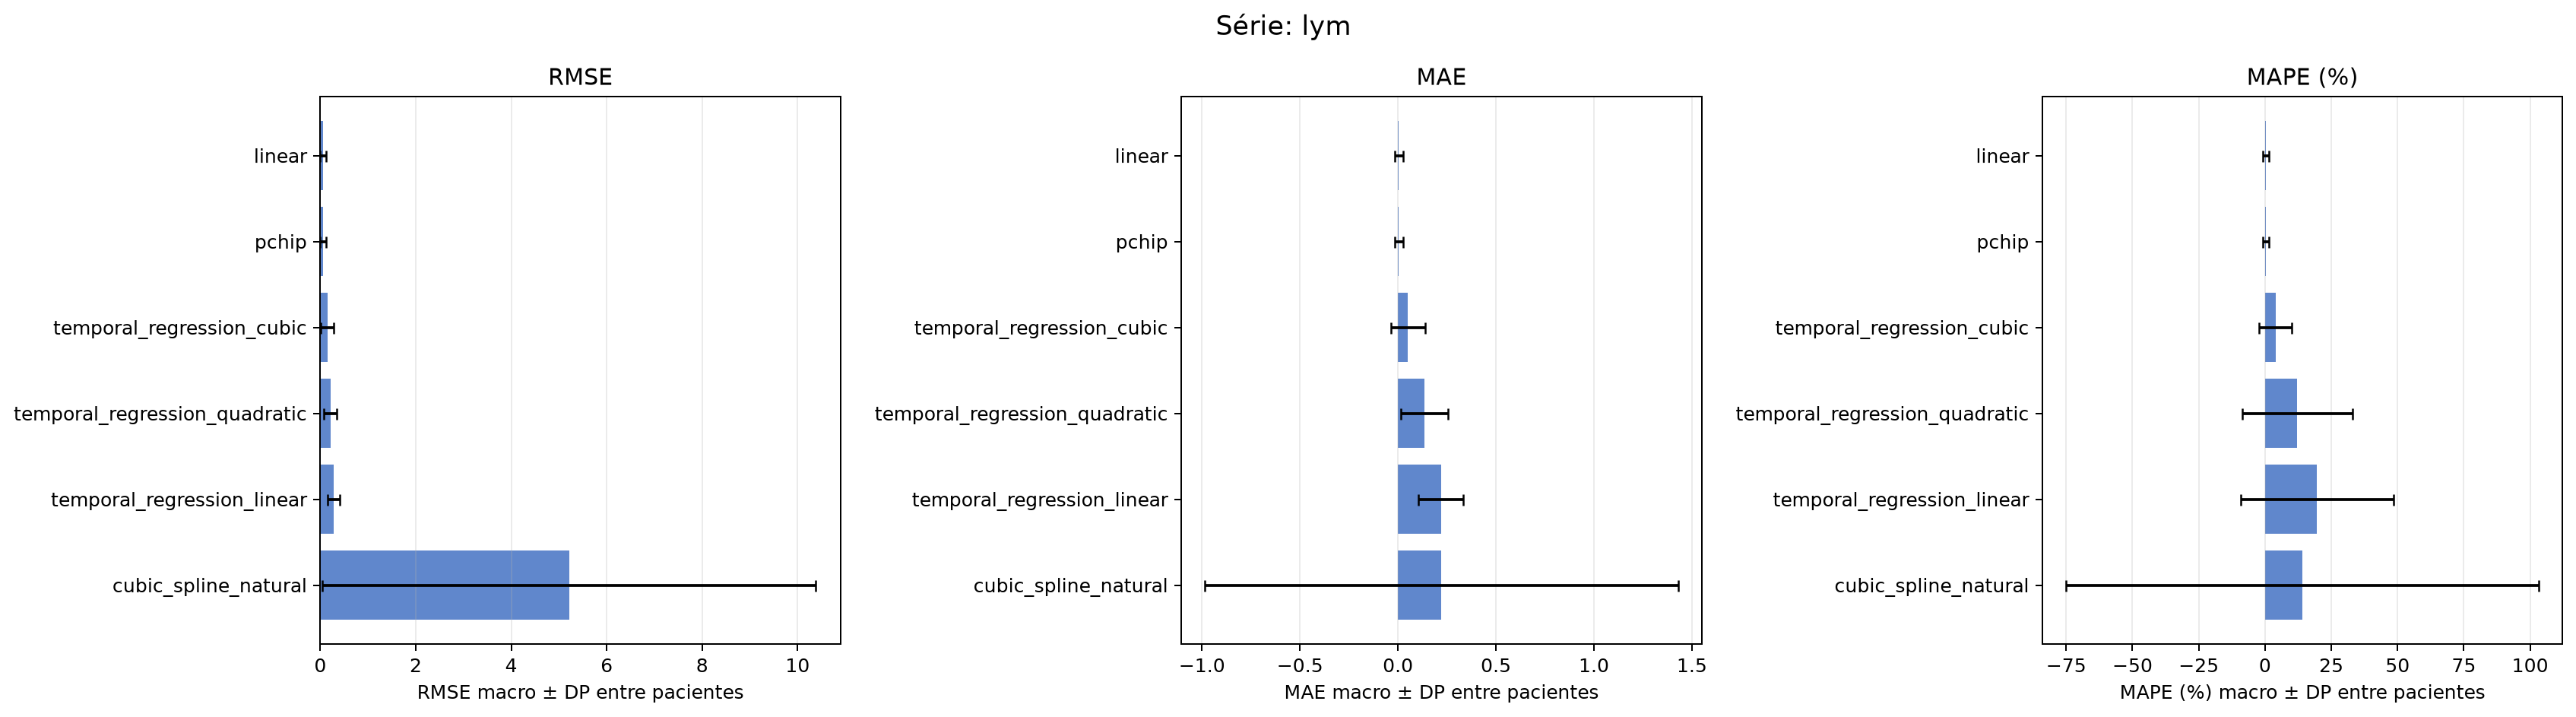 Série: lym
RMSE
linear
pchip
temporal_regression_cubic
temporal_regression_quadratic
temporal_regression_linear
cubic_spline_natural
0 2 4 6 8 10
RMSE macro ± DP entre pacientes
MAE
linear
pchip
temporal_regression_cubic
temporal_regression_quadratic
temporal_regression_linear
cubic_spline_natural
−1.0 −0.5 0.0 0.5 1.0 1.5
MAE macro ± DP entre pacientes
MAPE (%)
linear
pchip
temporal_regression_cubic
temporal_regression_quadratic
temporal_regression_linear
cubic_spline_natural
−75 −50 −25 0 25 50 75 100
MAPE (%) macro ± DP entre pacientes